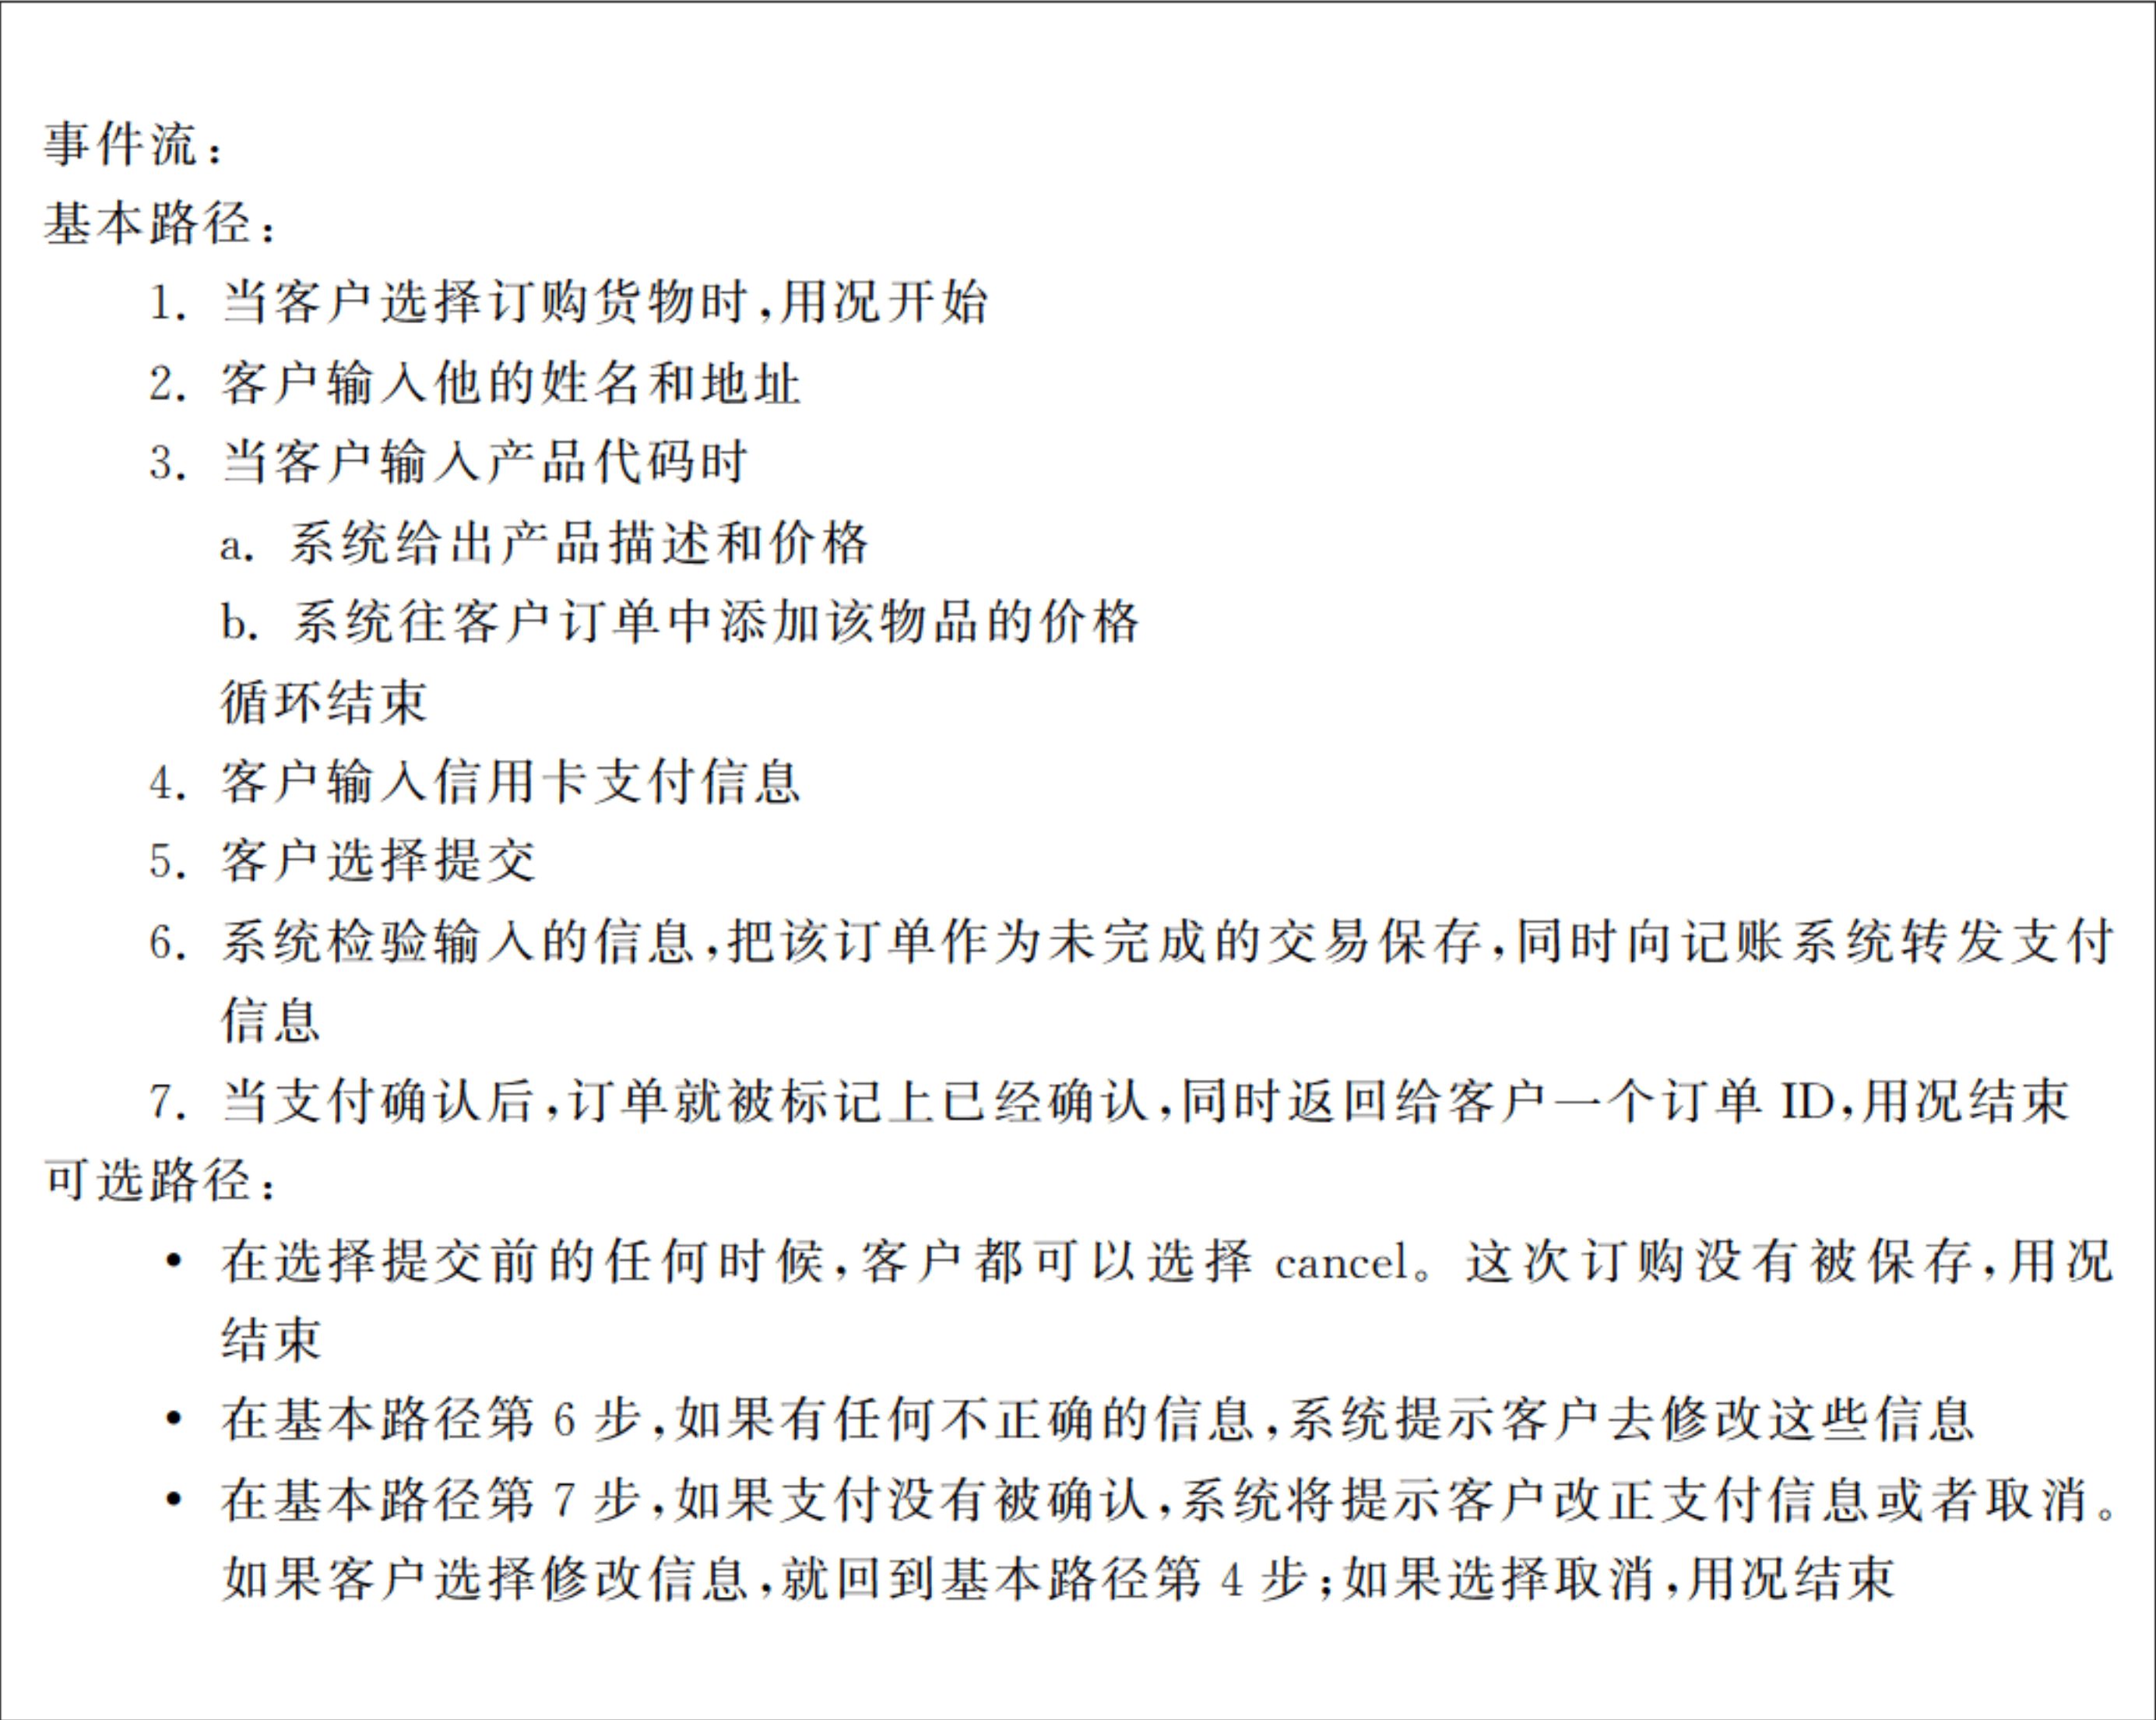 事件流：
基本路径：
1. 当客户选择订购货物时,用况开始
2. 客户输入他的姓名和地址
3. 当客户输入产品代码时
a. 系统给出产品描述和价格
b. 系统往客户订单中添加该物品的价格
循环结束
4. 客户输入信用卡支付信息
5. 客户选择提交
6. 系统检验输入的信息,把该订单作为未完成的交易保存,同时向记账系统转发支付
信息
7. 当支付确认后,订单就被标记上已经确认,同时返回给客户一个订单 ID,用况结束
可选路径：
• 在选择提交前的任何时候,客户都可以选择 cancel。这次订购没有被保存,用况
结束
• 在基本路径第 6 步,如果有任何不正确的信息,系统提示客户去修改这些信息
• 在基本路径第 7 步,如果支付没有被确认,系统将提示客户改正支付信息或者取消。
如果客户选择修改信息,就回到基本路径第 4 步;如果选择取消,用况结束